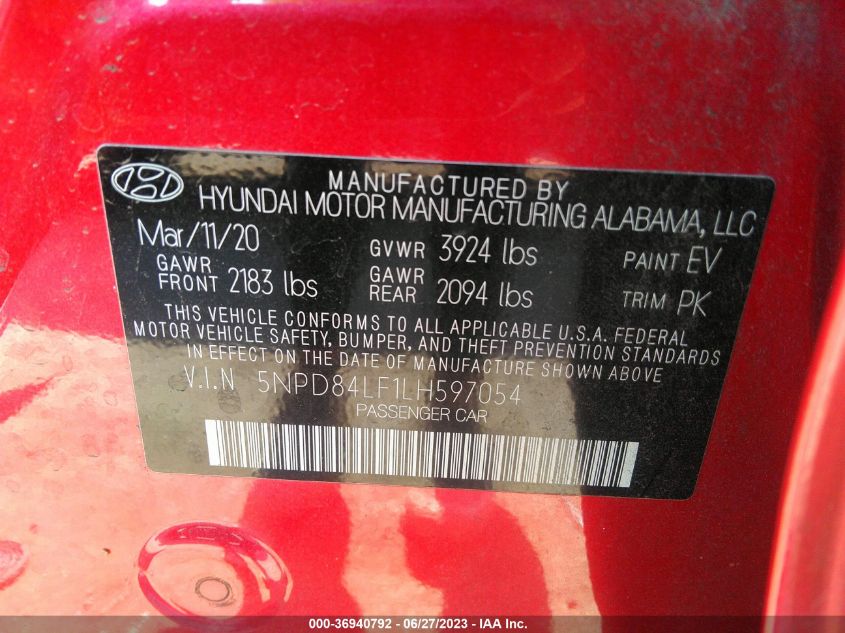 MANUFACTURED BY
HYUNDAI MOTOR MANUFACTURING ALABAMA, LLC
Mar/11/20 GVWR 3924 lbs PAINT EV
GAWR FRONT 2183 lbs GAWR REAR 2094 lbs TRIM PK
THIS VEHICLE CONFORMS TO ALL APPLICABLE U.S.A. FEDERAL
MOTOR VEHICLE SAFETY, BUMPER, AND THEFT PREVENTION STANDARDS
IN EFFECT ON THE DATE OF MANUFACTURE SHOWN ABOVE
V.I.N 5NPD84LF1LH597054
PASSENGER CAR
000-36940792 - 06/27/2023 - IAA Inc.